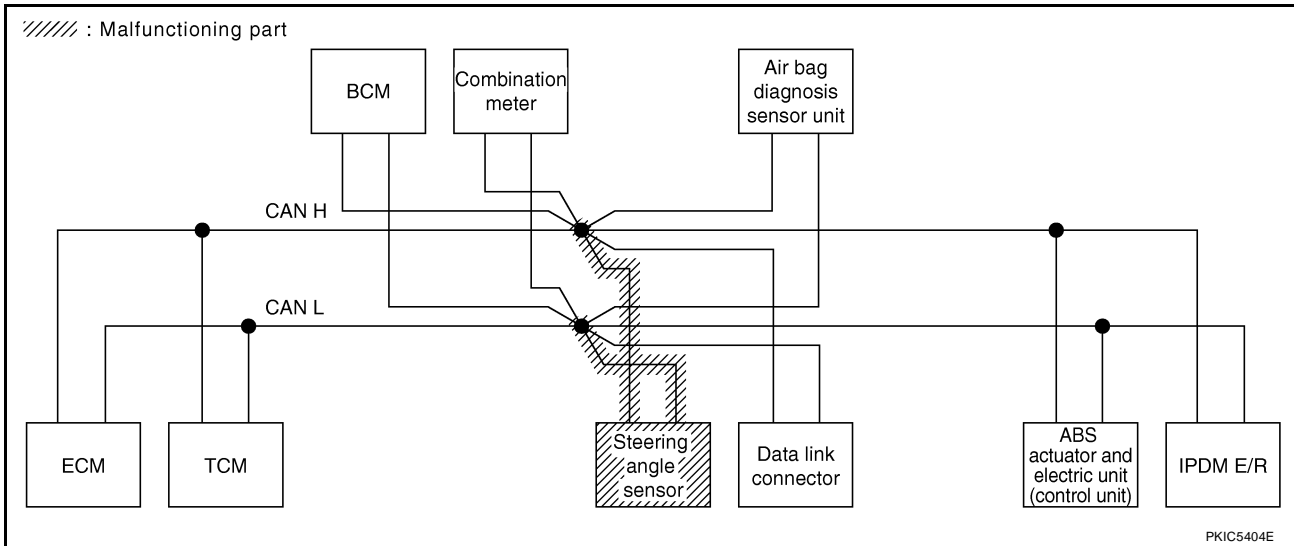 : Malfunctioning part
BCM
Combination
meter
Air bag
diagnosis
sensor unit
CAN H
CAN L
ECM
TCM
Steering
angle
sensor
Data link
connector
ABS
actuator and
electric unit
(control unit)
IPDM E/R
PKIC5404E